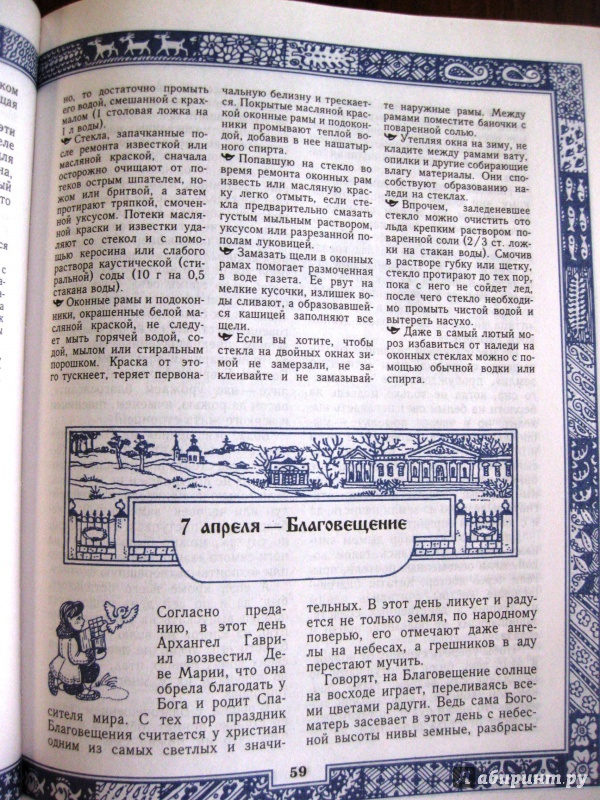 но, то достаточно промыть
его водой, смешанной с крах-
малом (1 столовая ложка на
1 л воды).
Стекла, запачканные по-
сле ремонта известкой или
масляной краской, сначала
осторожно очищают от по-
теков острым шпателем, но-
жом или бритвой, а затем
протирают тряпкой, смочен-
ной уксусом. Потеки масля-
ной краски и известки уда-
ляют со стекол и с помо-
щью керосина или слабого
раствора каустической (сти-
ральной) соды (10 г на 0,5
стакана воды).
Оконные рамы и подокон-
ники, окрашенные белой ма-
сляной краской, не следу-
ет мыть горячей водой, со-
дой, мылом или стиральным
порошком. Краска от это-
го тускнеет, теряет первона-
чальную белизну и трескает-
ся. Покрытые масляной крас-
кой оконные рамы и подокон-
ники промывают теплой во-
дой, добавив в нее нашатыр-
ного спирта.
Попавшую на стекло во
время ремонта оконных рам
известь или масляную крас-
ку легко отмыть, если сте-
кла предварительно смазать
густым мыльным раствором,
уксусом или разрезанной по-
полам луковицей.
Замазать щели в оконных
рамах помогает размоченная
в воде газета. Ее рвут на
мелкие кусочки, излишек во-
ды сливают, а образовавшей-
ся кашицей заполняют все
щели.
Если вы хотите, чтобы
стекла на двойных окнах зи-
мой не замерзали, не за-
клеивайте и не замазывай-
те наружные рамы. Между
рамами поместите баночки с
поваренной солью.
Утепляя окна на зиму, не
кладите между рамами вату,
опилки и другие собирающие
влагу материалы. Они спо-
собствуют образованию на-
леди на стеклах.
Впрочем, заледеневшее
стекло можно очистить ото
льда крепким раствором по-
варенной соли (2/3 ст. лож-
ки на стакан воды). Смочив
в растворе губку или щетку,
стекло протирают до тех пор,
пока с него не сойдет лед,
после чего стекло необходи-
мо промыть чистой водой и
вытереть насухо.
Даже в самый лютый мо-
роз избавиться от наледи на
оконных стеклах можно с по-
мощью обычной водки или
спирта.
7 апреля — Благовещение
Согласно преда-
нию, в этот день
Архангел Гаври-
ил возвестил Де-
ве Марии, что она
обрела благодать у
Бога и родит Спа-
сителя мира. С тех пор праздник
Благовещения считается у христиан
одним из самых светлых и значи-
тельных. В этот день ликует и раду-
ется не только земля, по народному
поверью, его отмечают даже анге-
лы на небесах, а грешников в аду
перестают мучить.
Говорят, на Благовещение солнце
на восходе играет, переливаясь все-
ми цветами радуги. Ведь сама Бого-
матерь засевает в этот день с небес-
ной высоты нивы земные, разбрасы-
59
лабиринт.ру